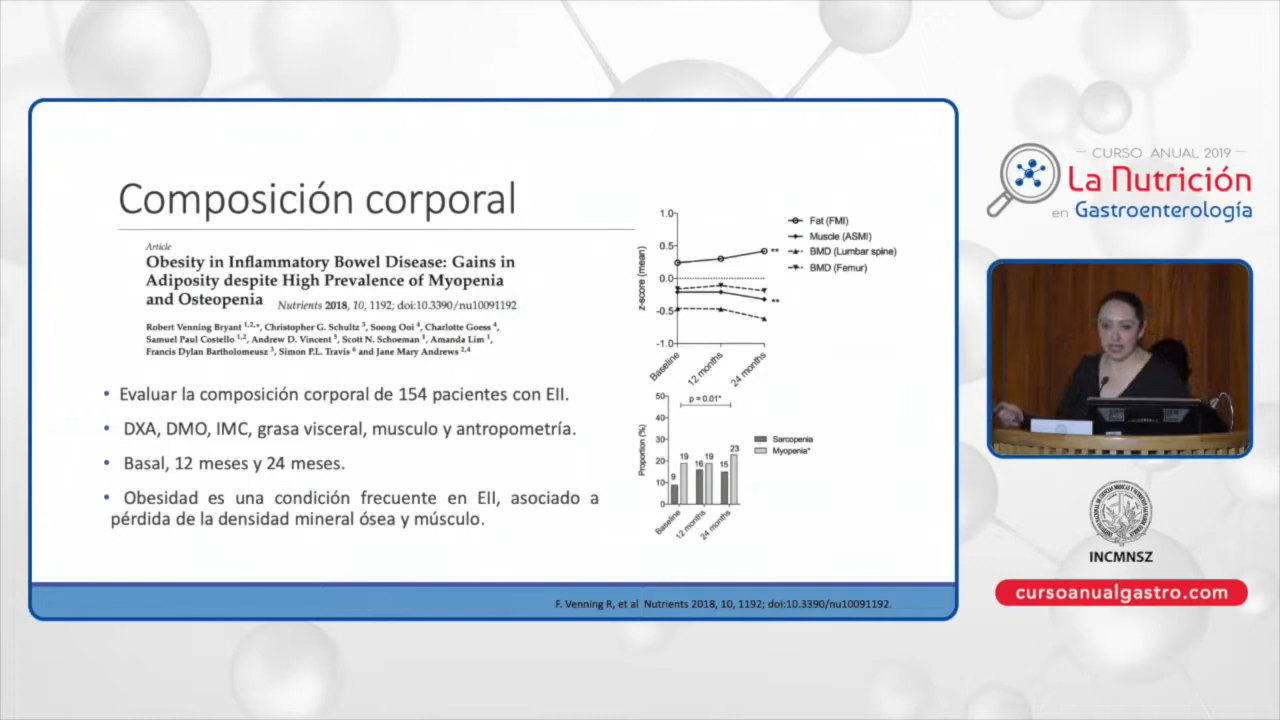 Composición corporal
Article
Obesity in Inflammatory Bowel Disease: Gains in
Adiposity despite High Prevalence of Myopenia
and Osteopenia Nutrients 2018, 10, 1192; doi:10.3390/nu10091192
Robert Venning Bryant 1,2,*, Christopher G. Schultz 3, Soong Ooi 4, Charlotte Goess 4,
Samuel Paul Costello 1,2, Andrew D. Vincent 3, Scott N. Schoeman 1, Amanda Lim 1,
Francis Dylan Bartholomeusz 3, Simon P.L. Travis 6 and Jane Mary Andrews 2,4
• Evaluar la composición corporal de 154 pacientes con EII.
• DXA, DMO, IMC, grasa visceral, musculo y antropometría.
• Basal, 12 meses y 24 meses.
• Obesidad es una condición frecuente en EII, asociado a
pérdida de la densidad mineral ósea y músculo.
z-score (mean)
1.0
0.5
0.0
-0.5
-1.0
**
**
Baseline
12 months
24 months
Fat (FMI)
Muscle (ASMI)
BMD (Lumbar spine)
BMD (Femur)
Proportion (%)
50
40
30
20
10
0
p = 0.01*
9
19
16
19
15
23
Baseline
12 months
24 months
Sarcopenia
Myopenia*
F. Venning R, et al Nutrients 2018, 10, 1192; doi:10.3390/nu10091192.
CURSO ANUAL 2019
La Nutrición
en Gastroenterología
INCMNSZ
cursoanualgastro.com